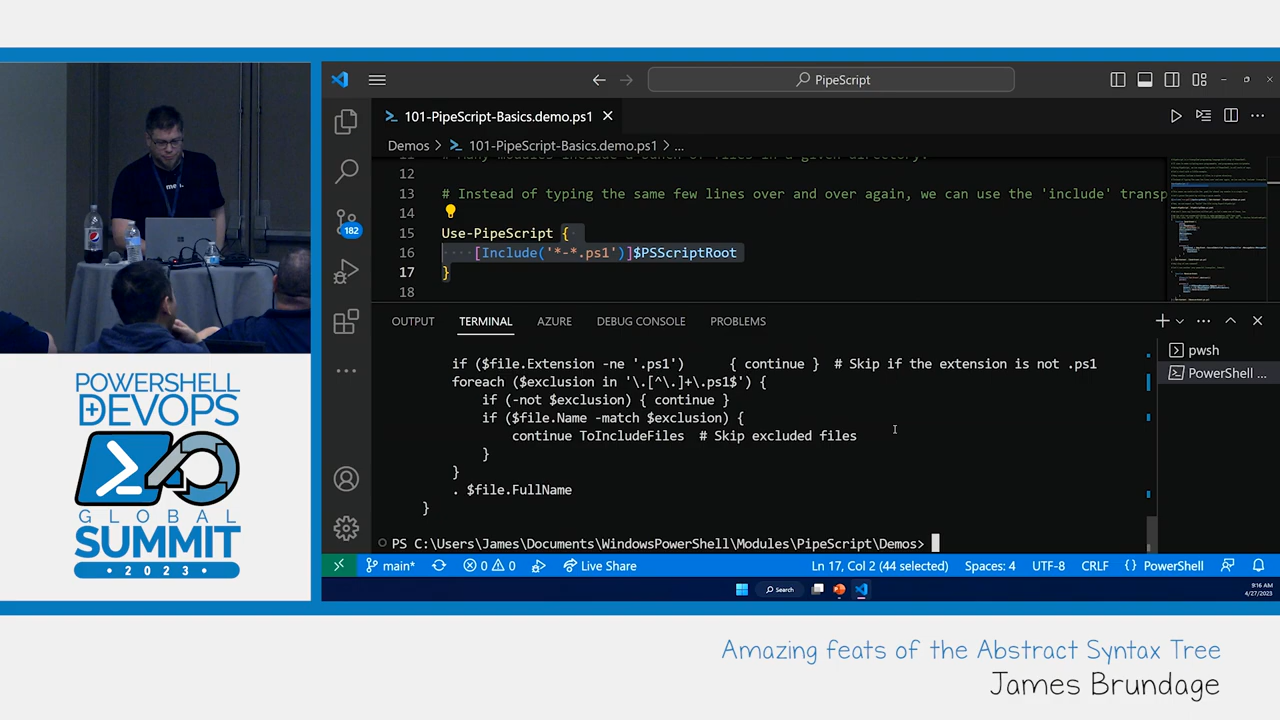 PipeScript
101-PipeScript-Basics.demo.ps1
Demos > 101-PipeScript-Basics.demo.ps1 > ...
12
13 # Instead of typing the same few lines over and over again, we can use the 'include' transp
14
15 Use-PipeScript {
16 [Include('*-*.ps1')]$PSScriptRoot
17 }
18
182
OUTPUT TERMINAL AZURE DEBUG CONSOLE PROBLEMS
pwsh
PowerShell ...
if ($file.Extension -ne '.ps1') { continue } # Skip if the extension is not .ps1
foreach ($exclusion in '\.[^\.]+\.ps1$') {
if (-not $exclusion) { continue }
if ($file.Name -match $exclusion) {
continue ToIncludeFiles # Skip excluded files
}
}
. $file.FullName
}
PS C:\Users\James\Documents\WindowsPowerShell\Modules\PipeScript\Demos>
main* 0 0 Live Share Ln 17, Col 2 (44 selected) Spaces: 4 UTF-8 CRLF {} PowerShell
Search
9:16 AM
4/27/2023
POWERSHELL
+DEVOPS
GLOBAL
SUMMIT
2023
Amazing feats of the Abstract Syntax Tree
James Brundage